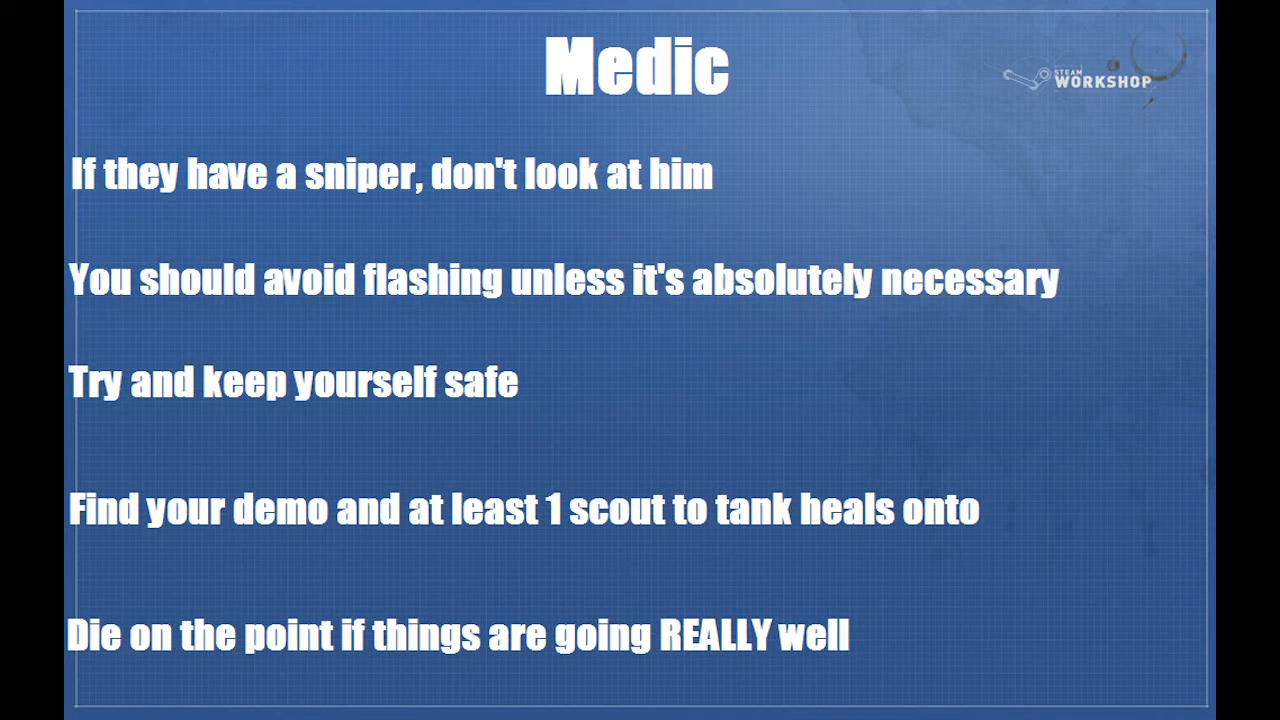 Medic
STEAM
WORKSHOP
If they have a sniper, don't look at him
You should avoid flashing unless it's absolutely necessary
Try and keep yourself safe
Find your demo and at least 1 scout to tank heals onto
Die on the point if things are going REALLY well